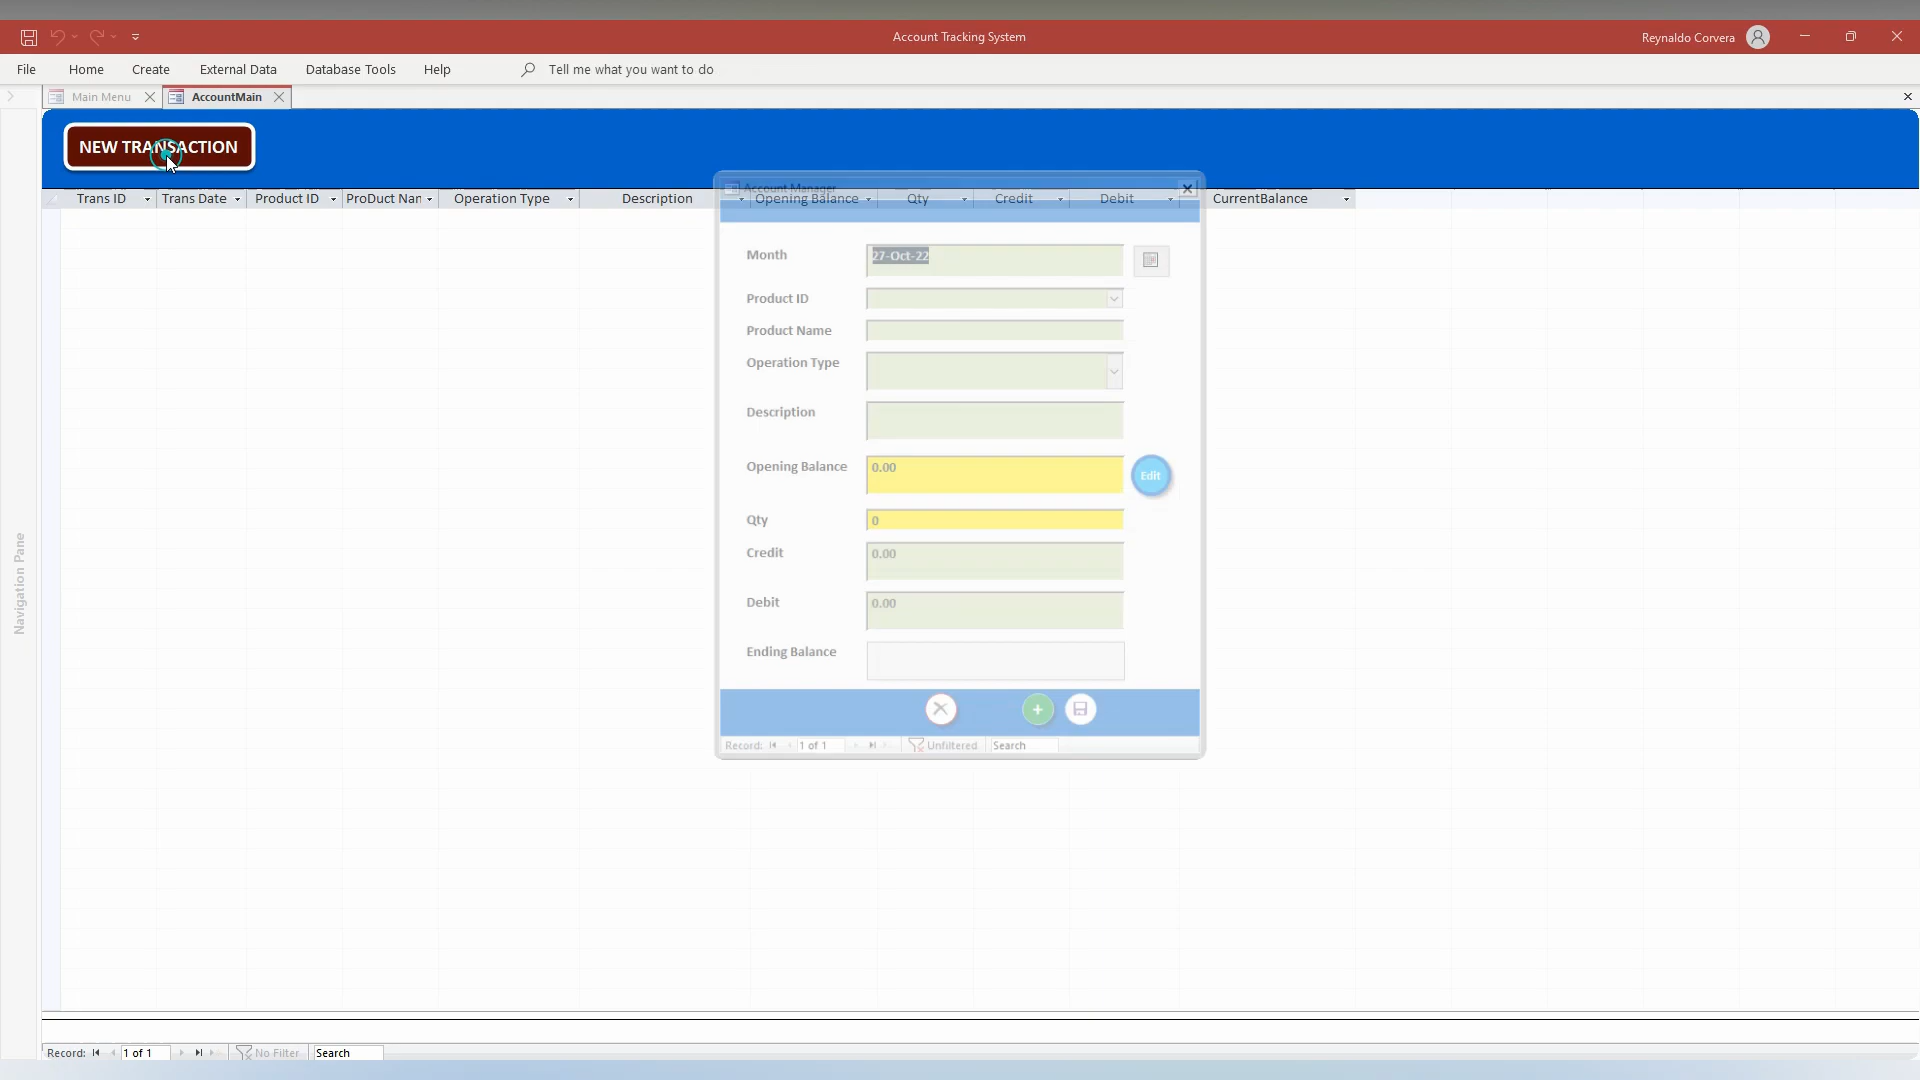 Account Tracking System
Reynaldo Corvera
File Home Create External Data Database Tools Help Tell me what you want to do
Main Menu AccountMain
NEW TRANSACTION
Account Manager
Trans ID Trans Date Product ID ProDuct Nar Operation Type Description Opening Balance Qty Credit Debit CurrentBalance
Month 27-Oct-22
Product ID
Product Name
Operation Type
Description
Opening Balance 0.00 Edit
Qty 0
Credit 0.00
Debit 0.00
Ending Balance
Record: 1 of 1 Unfiltered Search
Navigation Pane
Record: 1 of 1 No Filter Search